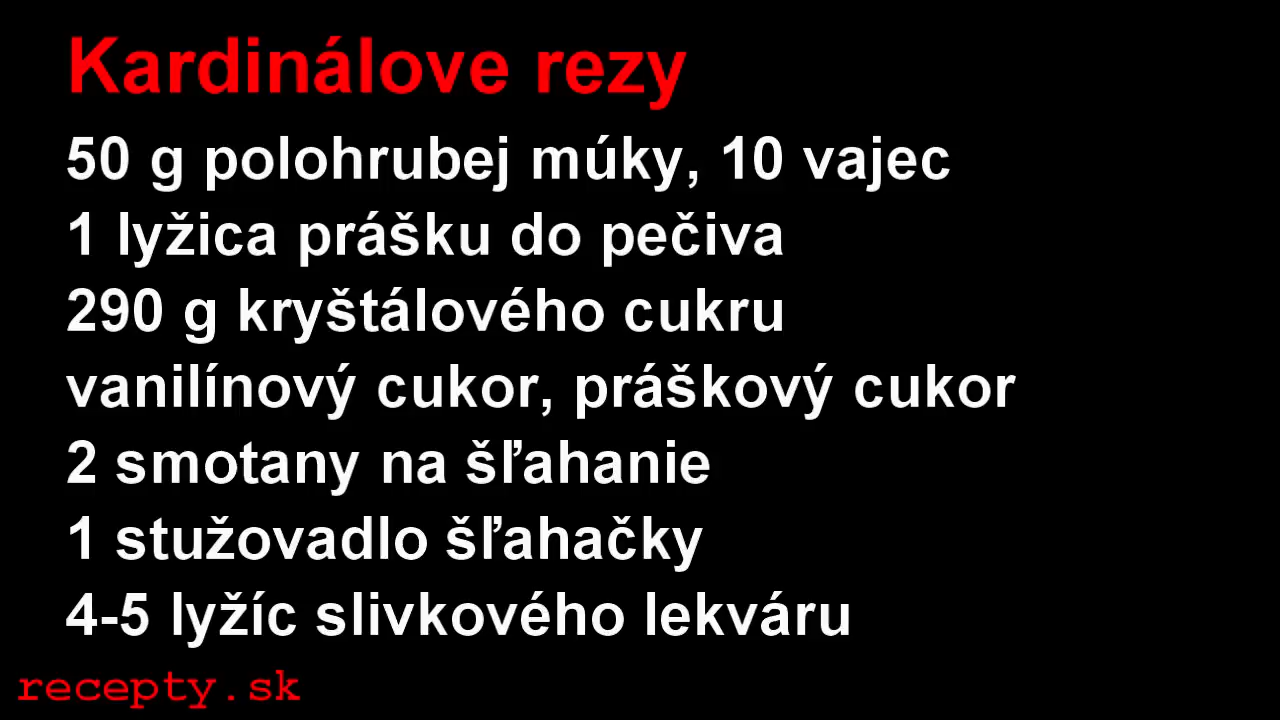 Kardinálove rezy
50 g polohrubej múky, 10 vajec
1 lyžica prášku do pečiva
290 g kryštálového cukru
vanilínový cukor, práškový cukor
2 smotany na šľahanie
1 stužovadlo šľahačky
4-5 lyžíc slivkového lekváru
recepty.sk